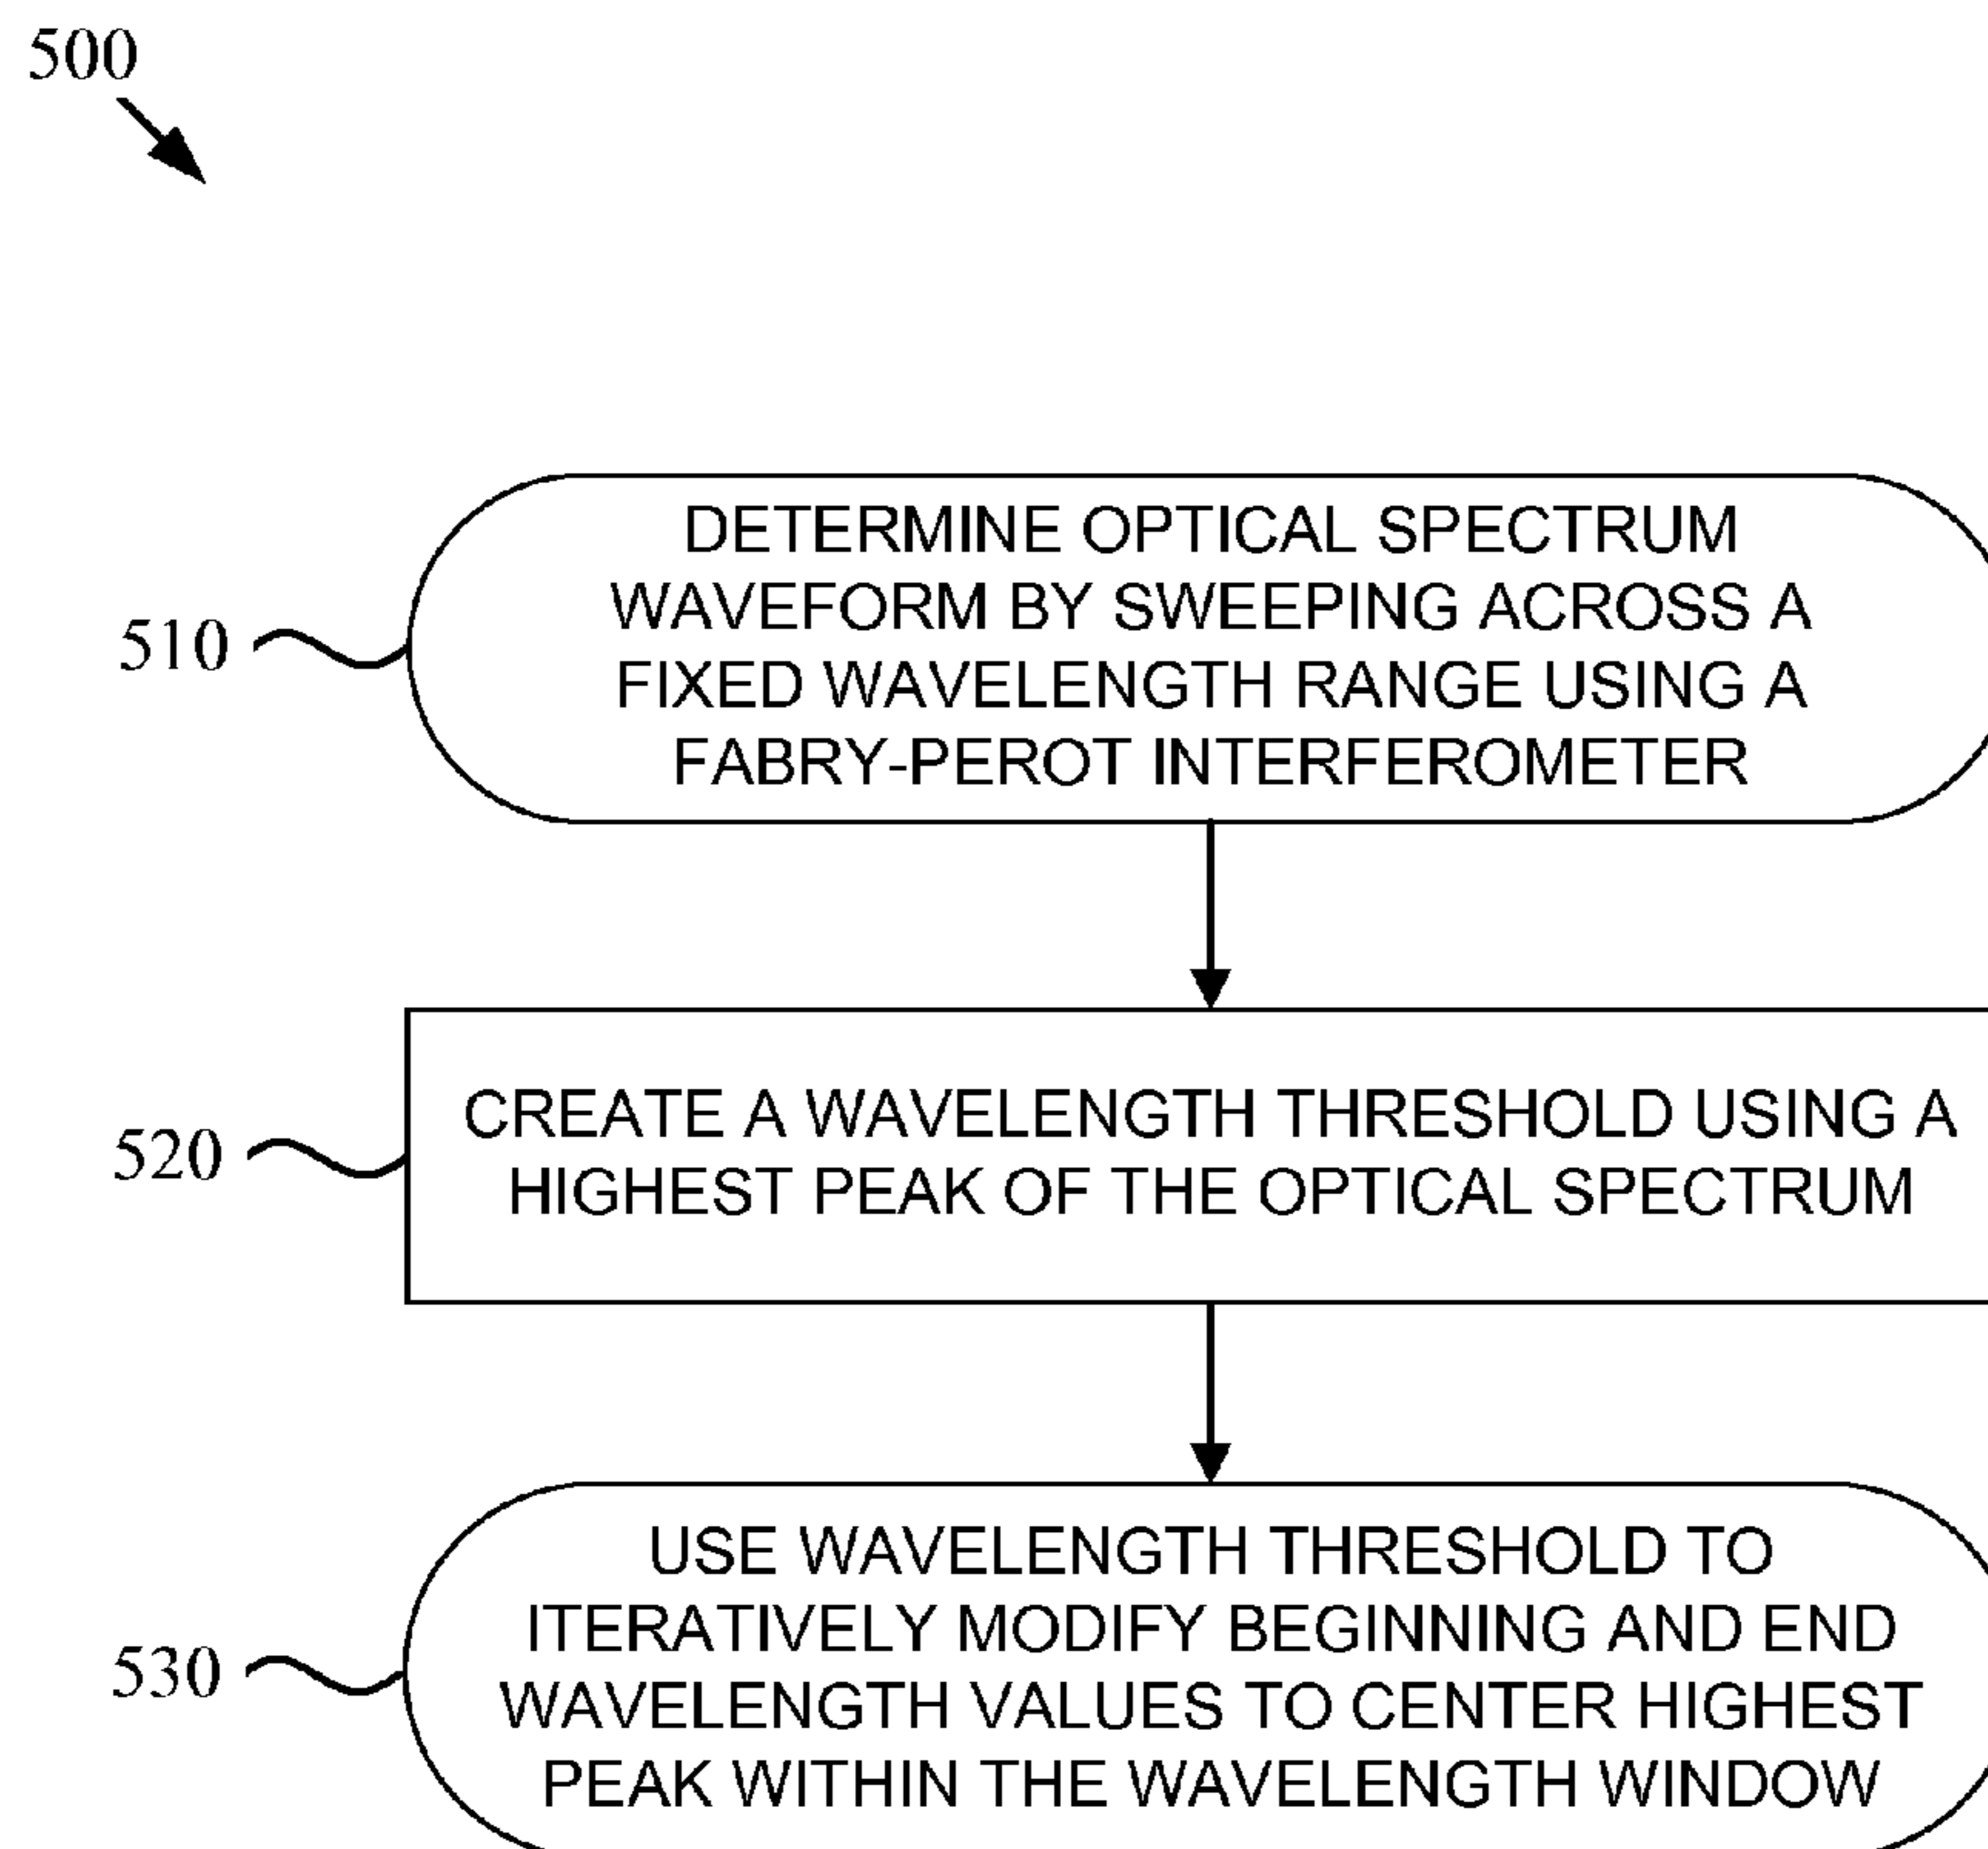 500
DETERMINE OPTICAL SPECTRUM
WAVEFORM BY SWEEPING ACROSS A
510
FIXED WAVELENGTH RANGE USING A
FABRY-PEROT INTERFEROMETER
CREATE A WAVELENGTH THRESHOLD USING A
520
HIGHEST PEAK OF THE OPTICAL SPECTRUM
USE WAVELENGTH THRESHOLD TO
ITERATIVELY MODIFY BEGINNING AND END
530
WAVELENGTH VALUES TO CENTER HIGHEST
PEAK WITHIN THE WAVELENGTH WINDOW